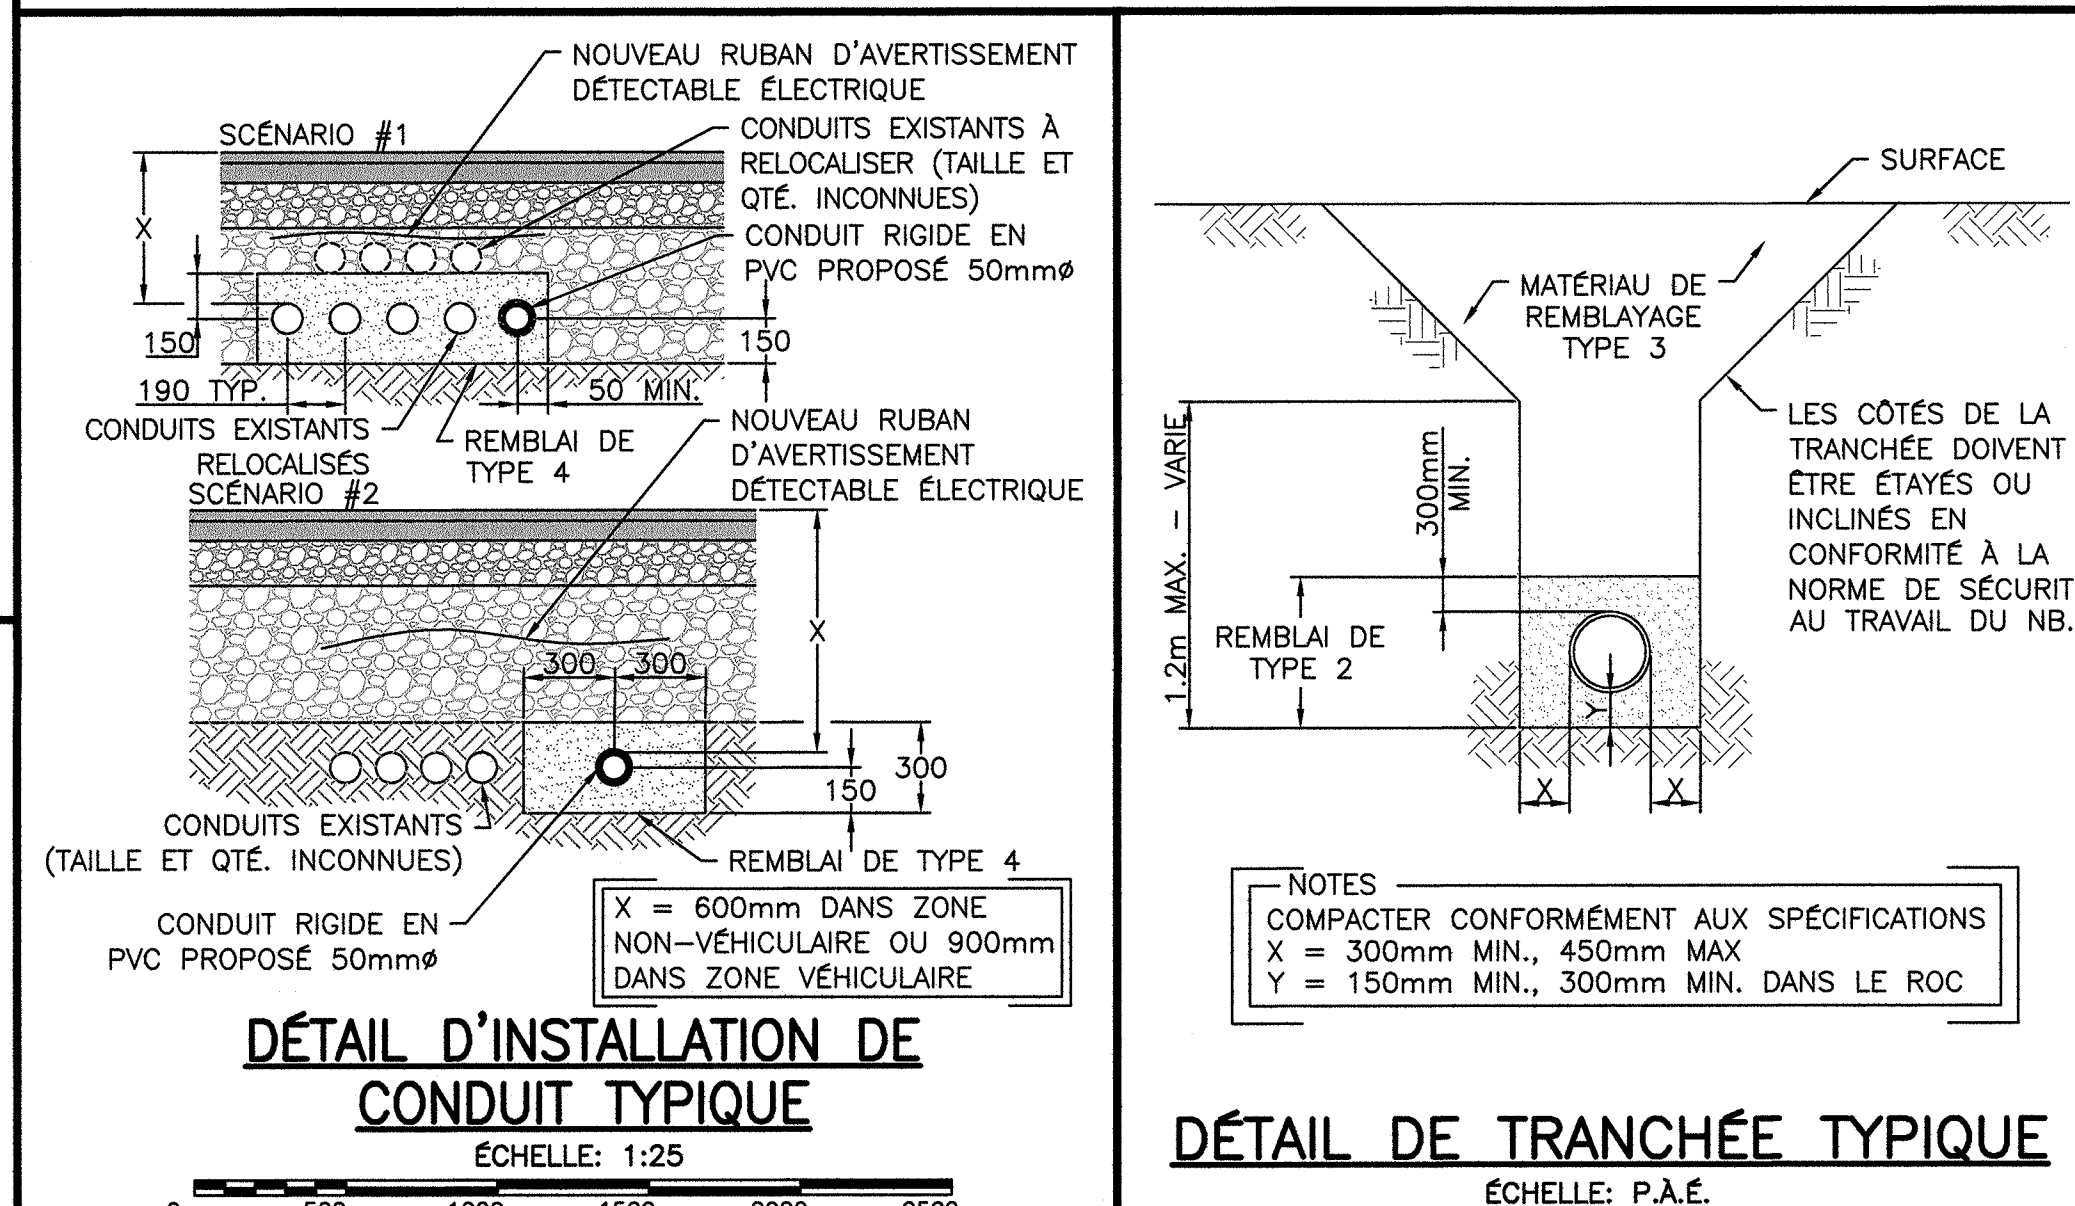 NOUVEAU RUBAN D'AVERTISSEMENT
DÉTECTABLE ÉLECTRIQUE
SCÉNARIO #1
CONDUITS EXISTANTS À
RELOCALISER (TAILLE ET
QTÉ. INCONNUES)
CONDUIT RIGIDE EN
PVC PROPOSÉ 50mmø
X
150
150
190 TYP.
50 MIN.
CONDUITS EXISTANTS
RELOCALISÉS
REMBLAI DE
TYPE 4
NOUVEAU RUBAN
D'AVERTISSEMENT
DÉTECTABLE ÉLECTRIQUE
SCÉNARIO #2
X
300
300
300
150
CONDUITS EXISTANTS
(TAILLE ET QTÉ. INCONNUES)
REMBLAI DE TYPE 4
CONDUIT RIGIDE EN
PVC PROPOSÉ 50mmø
X = 600mm DANS ZONE
NON-VÉHICULAIRE OU 900mm
DANS ZONE VÉHICULAIRE
DÉTAIL D'INSTALLATION DE
CONDUIT TYPIQUE
ÉCHELLE: 1:25
SURFACE
MATÉRIAU DE
REMBLAYAGE
TYPE 3
1.2m MAX. - VARIE
300mm
MIN.
LES CÔTÉS DE LA
TRANCHÉE DOIVENT
ÊTRE ÉTAYÉS OU
INCLINÉS EN
CONFORMITÉ À LA
NORME DE SÉCURIT
AU TRAVAIL DU NB.
REMBLAI DE
TYPE 2
Y
X
X
NOTES
COMPACTER CONFORMÉMENT AUX SPÉCIFICATIONS
X = 300mm MIN., 450mm MAX
Y = 150mm MIN., 300mm MIN. DANS LE ROC
DÉTAIL DE TRANCHÉE TYPIQUE
ÉCHELLE: P.À.É.